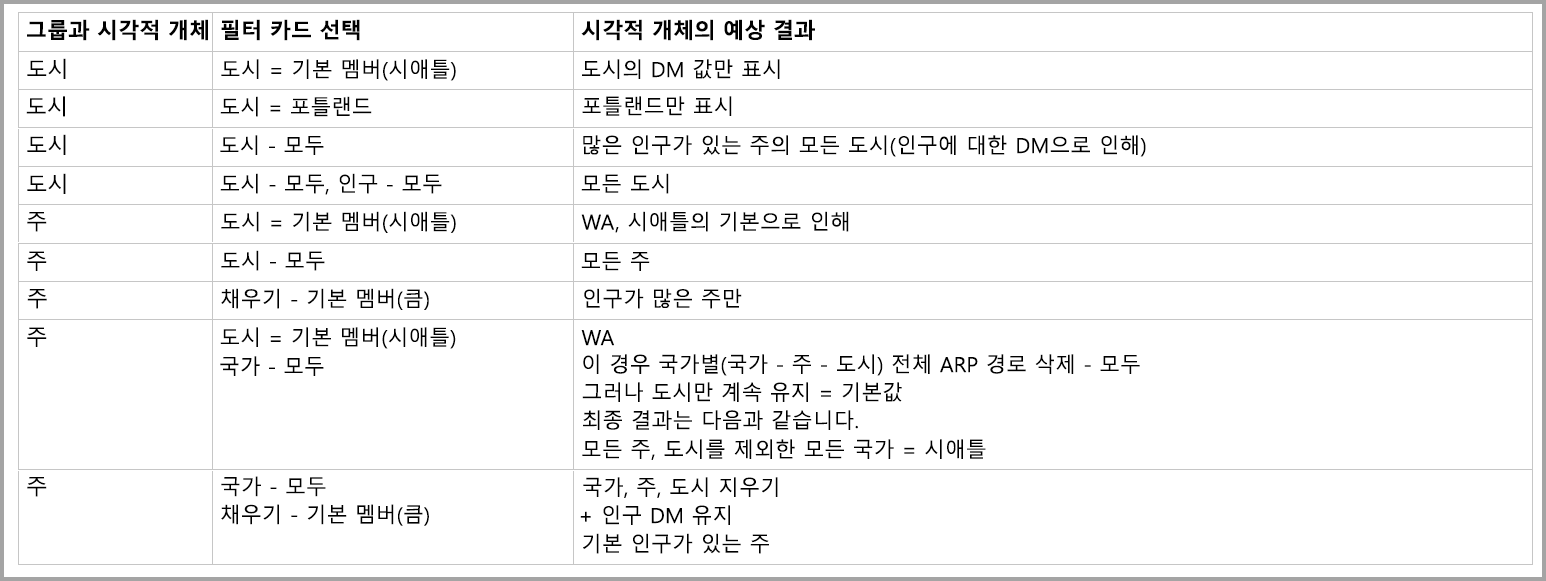 그룹과 시각적 개체 필터 카드 선택 시각적 개체의 예상 결과
도시 도시 = 기본 멤버(시애틀) 도시의 DM 값만 표시
도시 도시 = 포틀랜드 포틀랜드만 표시
도시 도시 - 모두 많은 인구가 있는 주의 모든 도시(인구에 대한 DM으로 인해)
도시 도시 - 모두, 인구 - 모두 모든 도시
주 도시 = 기본 멤버(시애틀) WA, 시애틀의 기본으로 인해
주 도시 - 모두 모든 주
주 채우기 - 기본 멤버(큼) 인구가 많은 주만
주 도시 = 기본 멤버(시애틀) WA
국가 - 모두 이 경우 국가별(국가 - 주 - 도시) 전체 ARP 경로 삭제 - 모두
그러나 도시만 계속 유지 = 기본값
최종 결과는 다음과 같습니다.
모든 주, 도시를 제외한 모든 국가 = 시애틀
주 국가 - 모두 국가, 주, 도시 지우기
채우기 - 기본 멤버(큼) + 인구 DM 유지
기본 인구가 있는 주